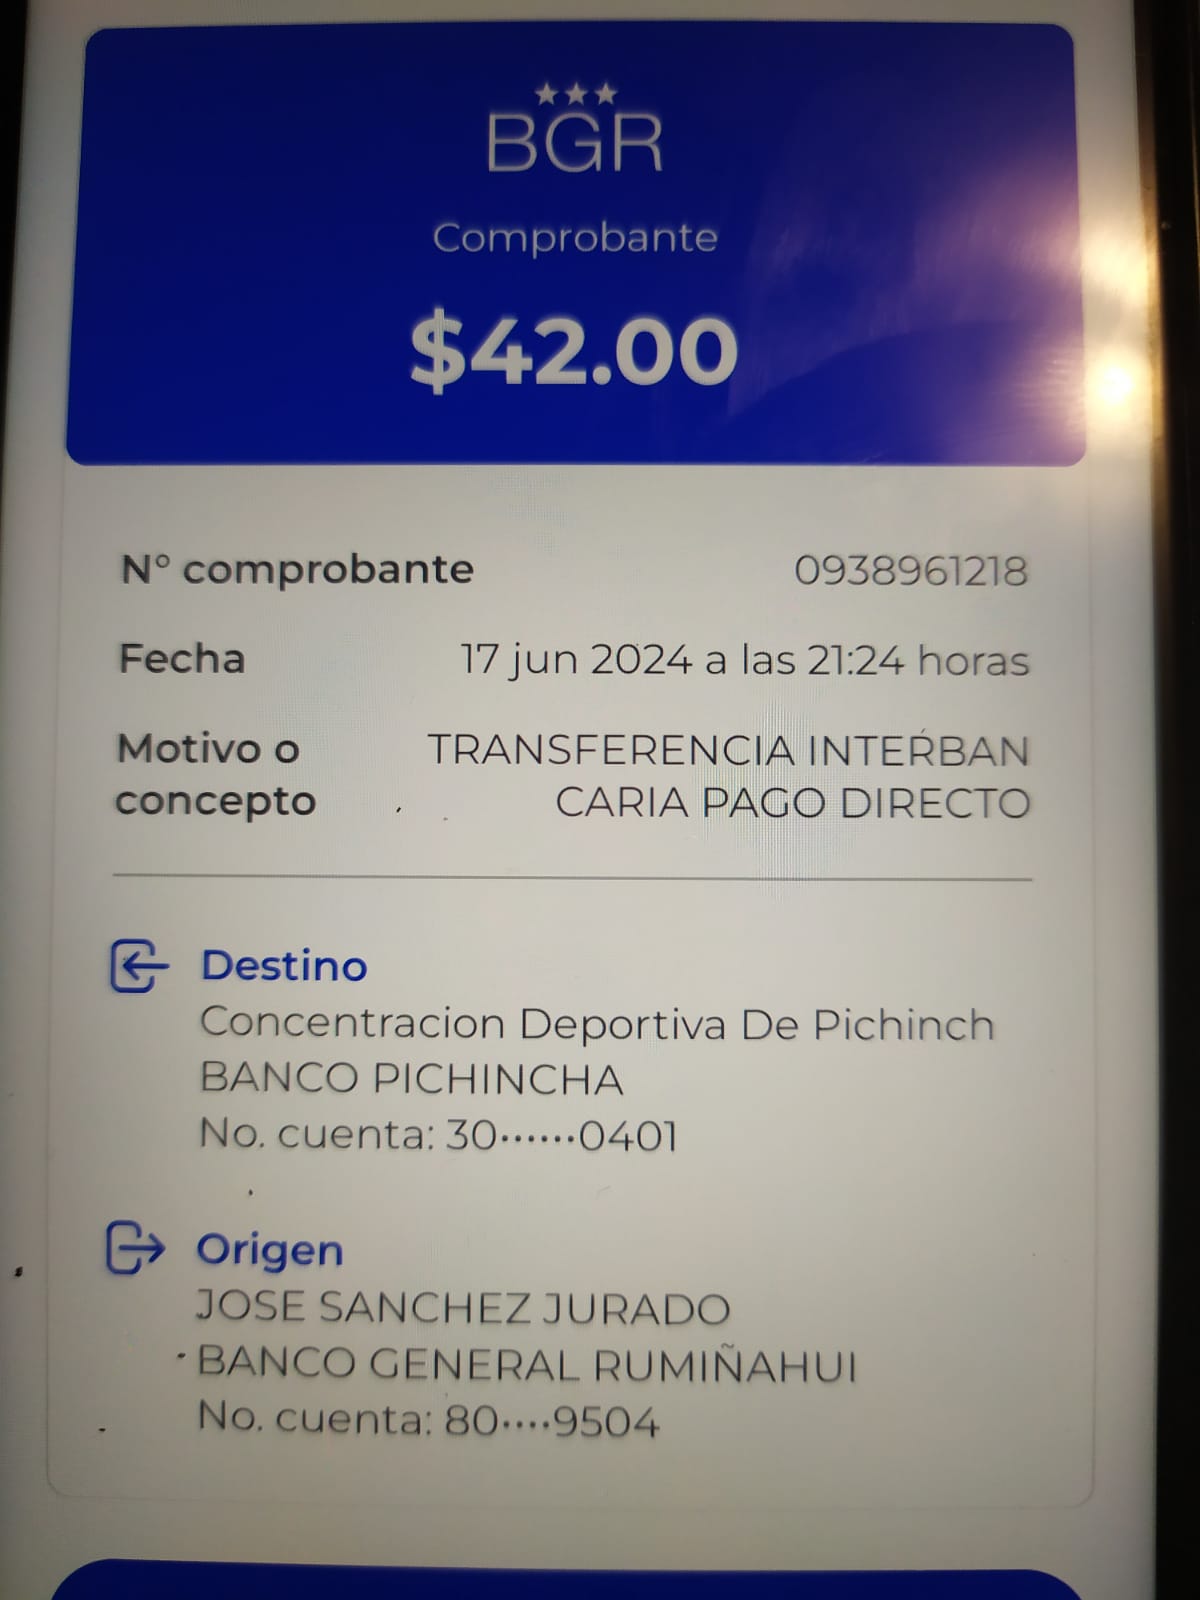 BGR
Comprobante
$42.00
Nº comprobante 0938961218
Fecha 17 jun 2024 a las 21:24 horas
Motivo o TRANSFERENCIA INTERBAN
concepto CARIA PAGO DIRECTO
Destino
Concentracion Deportiva De Pichinch
BANCO PICHINCHA
No. cuenta: 30······0401
Origen
JOSE SANCHEZ JURADO
BANCO GENERAL RUMIÑAHUI
No. cuenta: 80····9504